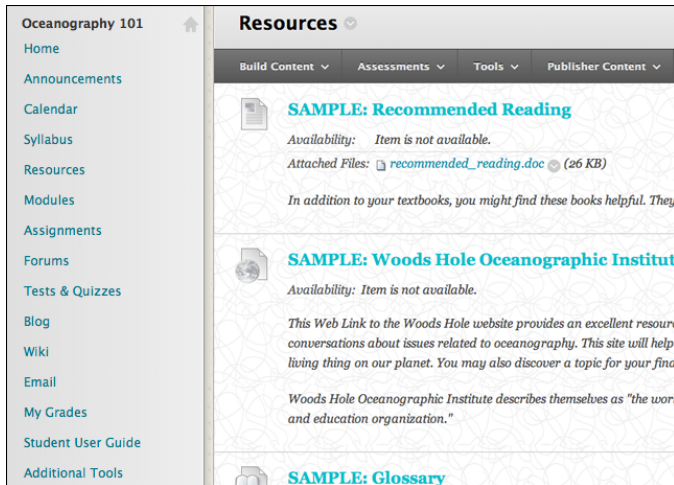 Oceanography 101
Home
Announcements
Calendar
Syllabus
Resources
Modules
Assignments
Forums
Tests & Quizzes
Blog
Wiki
Email
My Grades
Student User Guide
Additional Tools
Resources
Build Content Assessments Tools Publisher Content
SAMPLE: Recommended Reading
Availability: Item is not available.
Attached Files: recommended_reading.doc (26 KB)
In addition to your textbooks, you might find these books helpful. They
SAMPLE: Woods Hole Oceanographic Institut
Availability: Item is not available.
This Web Link to the Woods Hole website provides an excellent resour
conversations about issues related to oceanography. This site will help
living thing on our planet. You may also discover a topic for your fina
Woods Hole Oceanographic Institute describes themselves as "the wor
and education organization."
SAMPLE: Glossary